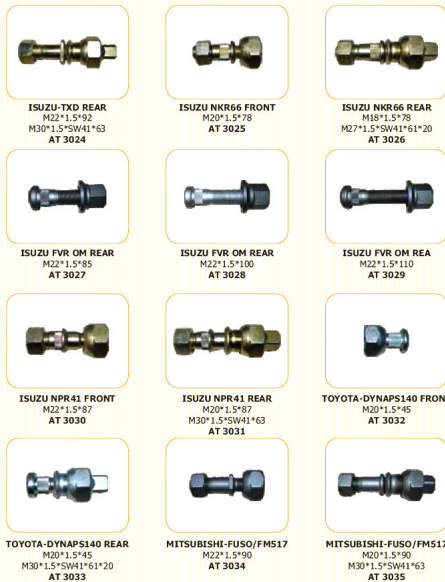 ISUZU-TXD REAR
M22*1.5*92
M30*1.5*SW41*63
AT 3024
ISUZU NKR66 FRONT
M20*1.5*78
AT 3025
ISUZU NKR66 REAR
M18*1.5*78
M27*1.5*SW41*61*20
AT 3026
ISUZU FVR OM REAR
M22*1.5*85
AT 3027
ISUZU FVR OM REAR
M22*1.5*100
AT 3028
ISUZU FVR OM REA
M22*1.5*110
AT 3029
ISUZU NPR41 FRONT
M22*1.5*87
AT 3030
ISUZU NPR41 REAR
M20*1.5*87
M30*1.5*SW41*63
AT 3031
TOYOTA-DYNAPS140 FRON
M20*1.5*45
AT 3032
TOYOTA-DYNAPS140 REAR
M20*1.5*45
M30*1.5*SW41*61*20
AT 3033
MITSUBISHI-FUSO/FM517
M22*1.5*90
AT 3034
MITSUBISHI-FUSO/FM517
M20*1.5*90
M30*1.5*SW41*63
AT 3035